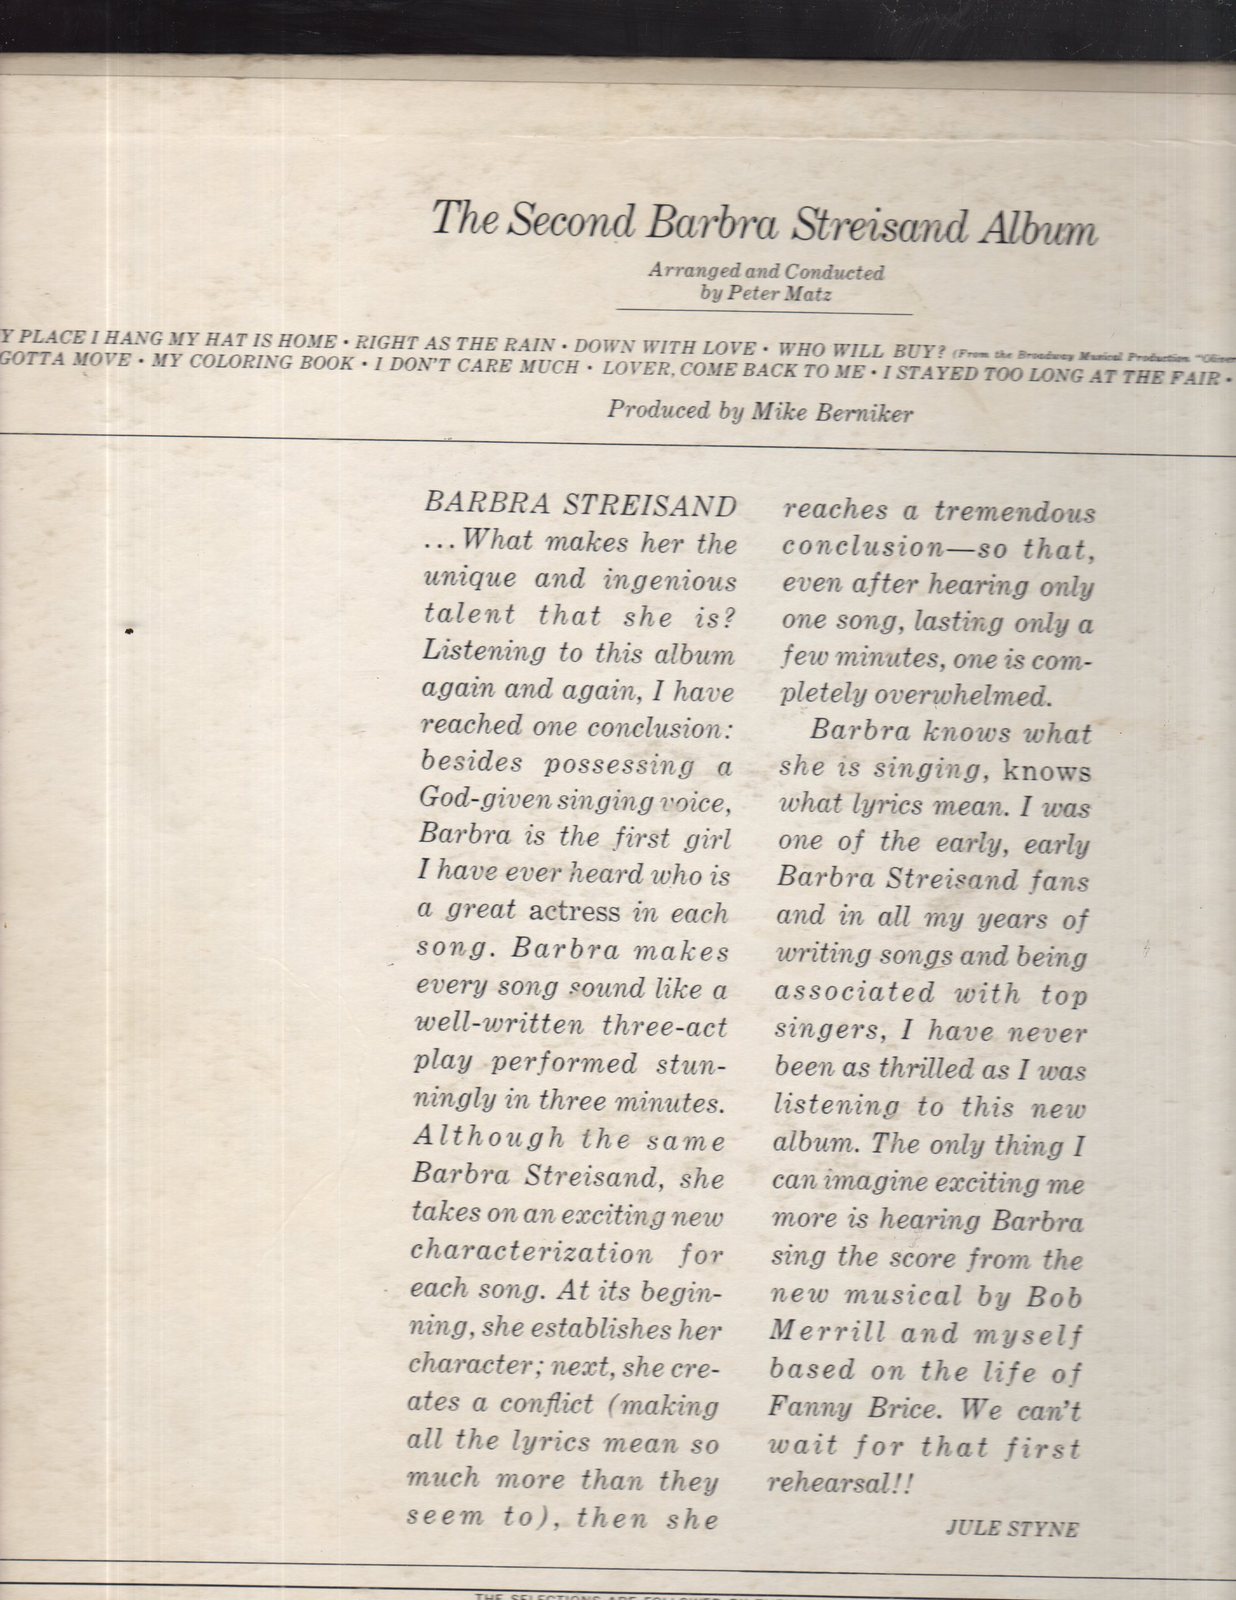 The Second Barbra Streisand Album
Arranged and Conducted
by Peter Matz
Y PLACE I HANG MY HAT IS HOME • RIGHT AS THE RAIN • DOWN WITH LOVE • WHO WILL BUY? (From the Broadway Musical Production "Oliver
GOTTA MOVE • MY COLORING BOOK • I DON'T CARE MUCH • LOVER, COME BACK TO ME • I STAYED TOO LONG AT THE FAIR •
Produced by Mike Berniker
BARBRA STREISAND
...What makes her the
unique and ingenious
talent that she is?
Listening to this album
again and again, I have
reached one conclusion:
besides possessing a
God-given singing voice,
Barbra is the first girl
I have ever heard who is
a great actress in each
song. Barbra makes
every song sound like a
well-written three-act
play performed stun-
ningly in three minutes.
Although the same
Barbra Streisand, she
takes on an exciting new
characterization for
each song. At its begin-
ning, she establishes her
character; next, she cre-
ates a conflict (making
all the lyrics mean so
much more than they
seem to), then she
reaches a tremendous
conclusion—so that,
even after hearing only
one song, lasting only a
few minutes, one is com-
pletely overwhelmed.
Barbra knows what
she is singing, knows
what lyrics mean. I was
one of the early, early
Barbra Streisand fans
and in all my years of
writing songs and being
associated with top
singers, I have never
been as thrilled as I was
listening to this new
album. The only thing I
can imagine exciting me
more is hearing Barbra
sing the score from the
new musical by Bob
Merrill and myself
based on the life of
Fanny Brice. We can't
wait for that first
rehearsal!!
JULE STYNE
THE SELECTIONS ARE FOLLOWED BY